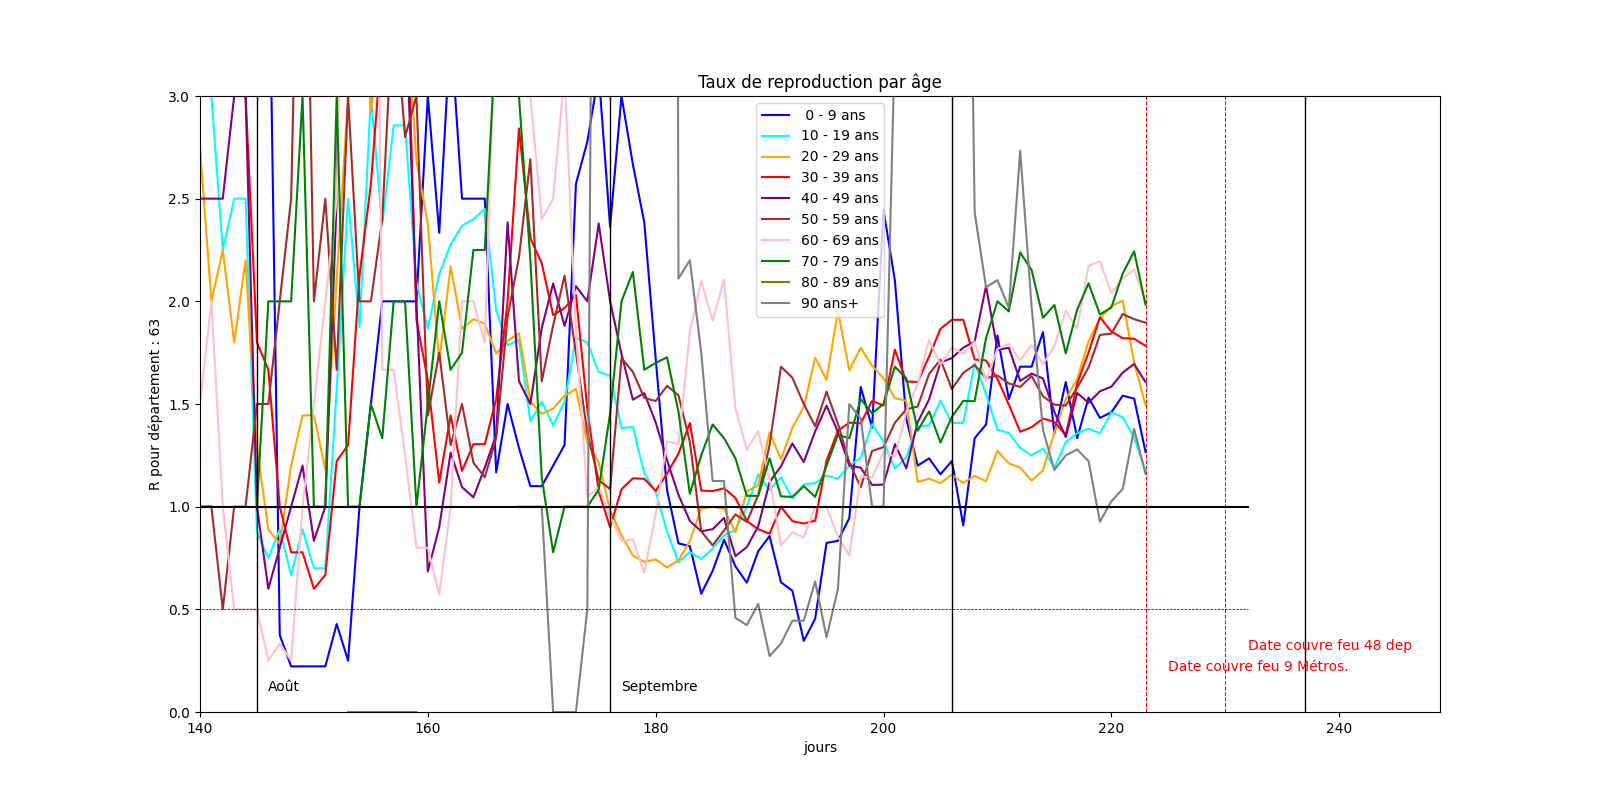 Taux de reproduction par âge
R pour département : 63
3.0
2.5
2.0
1.5
1.0
0.5
0.0
0 - 9 ans
10 - 19 ans
20 - 29 ans
30 - 39 ans
40 - 49 ans
50 - 59 ans
60 - 69 ans
70 - 79 ans
80 - 89 ans
90 ans+
Date couvre feu 48 dep
Date couvre feu 9 Métros.
Août
Septembre
140
160
180
200
220
240
jours